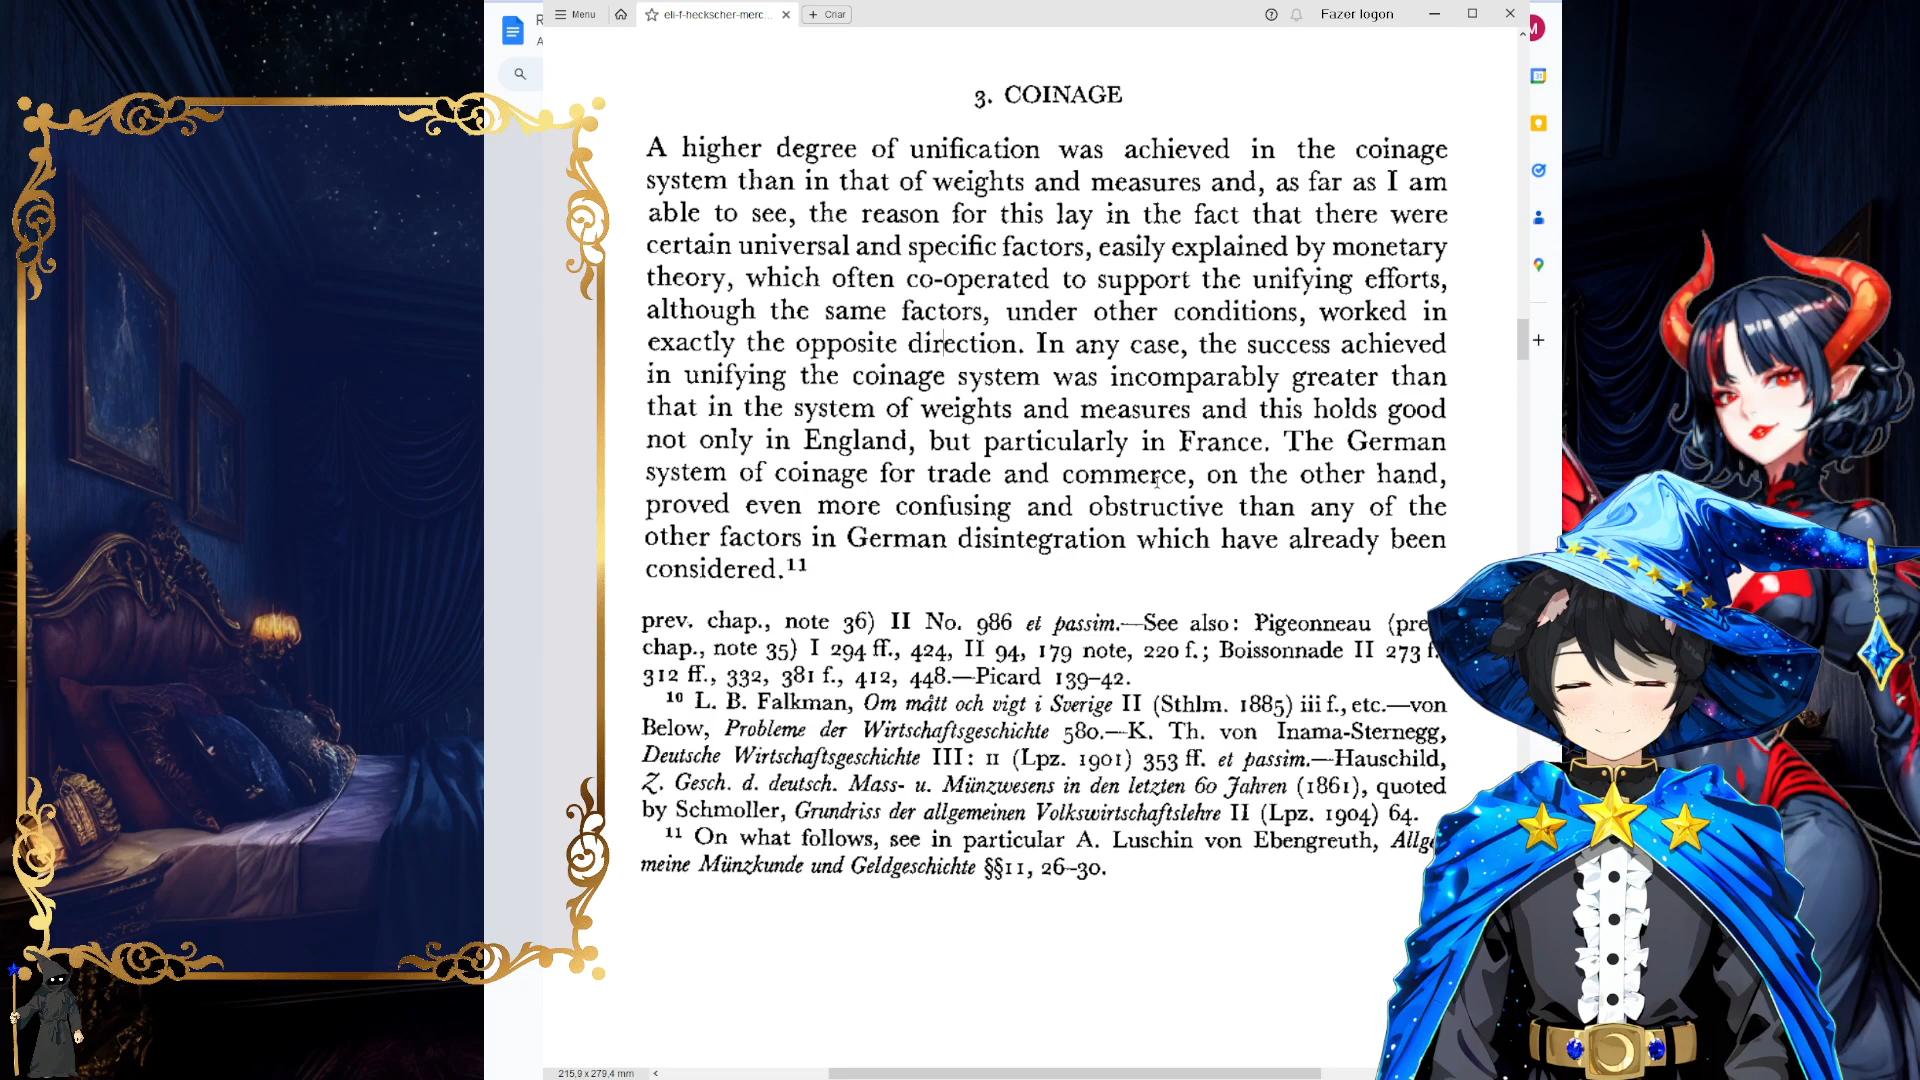 Menu
eli-f-heckscher-merc...
Criar
Fazer logon
3. COINAGE
A higher degree of unification was achieved in the coinage
system than in that of weights and measures and, as far as I am
able to see, the reason for this lay in the fact that there were
certain universal and specific factors, easily explained by monetary
theory, which often co-operated to support the unifying efforts,
although the same factors, under other conditions, worked in
exactly the opposite direction. In any case, the success achieved
in unifying the coinage system was incomparably greater than
that in the system of weights and measures and this holds good
not only in England, but particularly in France. The German
system of coinage for trade and commerce, on the other hand,
proved even more confusing and obstructive than any of the
other factors in German disintegration which have already been
considered.¹¹
prev. chap., note 36) II No. 986 et passim.—See also: Pigeonneau (pre
chap., note 35) I 294 ff., 424, II 94, 179 note, 220 f.; Boissonnade II 273 f.
312 ff., 332, 381 f., 412, 448.—Picard 139–42.
¹⁰ L. B. Falkman, Om mått och vigt i Sverige II (Sthlm. 1885) iii f., etc.—von
Below, Probleme der Wirtschaftsgeschichte 580.—K. Th. von Inama-Sternegg,
Deutsche Wirtschaftsgeschichte III: II (Lpz. 1901) 353 ff. et passim.—Hauschild,
Z. Gesch. d. deutsch. Mass- u. Münzwesens in den letzten 60 Jahren (1861), quoted
by Schmoller, Grundriss der allgemeinen Volkswirtschaftslehre II (Lpz. 1904) 64.
¹¹ On what follows, see in particular A. Luschin von Ebengreuth, Allg
meine Münzkunde und Geldgeschichte §§11, 26–30.
215,9 x 279,4 mm